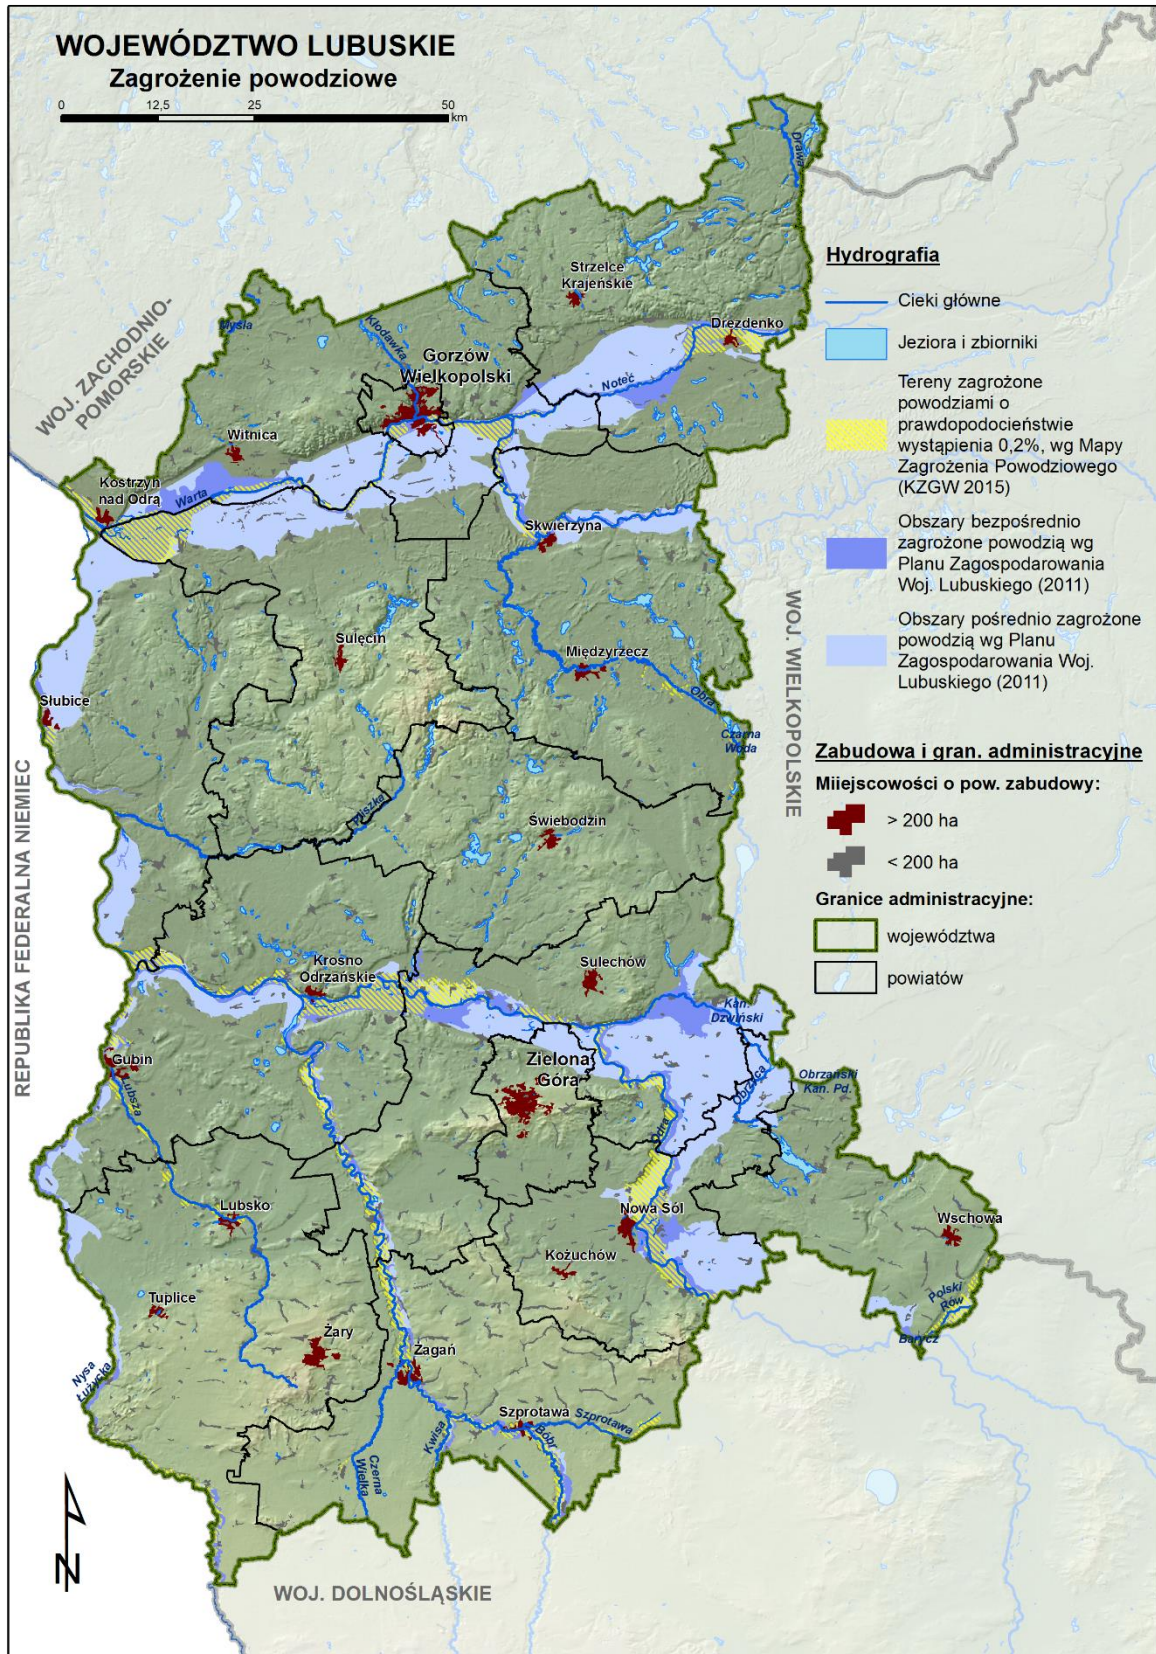 WOJEWÓDZTWO LUBUSKIE
Zagrożenie powodziowe
0
12,5
25
50
km
Drawa
Strzelce
Krajeńskie
Hydrografia
Cieki główne
Jeziora i zbiorniki
Tereny zagrożone
powodziami o
prawdopodocieństwie
wystąpienia 0,2%, wg Mapy
Zagrożenia Powodziowego
(KZGW 2015)
Obszary bezpośrednio
zagrożone powodzią wg
Planu Zagospodarowania
Woj. Lubuskiego (2011)
Obszary pośrednio zagrożone
powodzią wg Planu
Zagospodarowania Woj.
Lubuskiego (2011)
Zabudowa i gran. administracyjne
Miiejscowości o pow. zabudowy:
> 200 ha
< 200 ha
Granice administracyjne:
województwa
powiatów
WOJ. ZACHODNIO-
POMORSKIE
Myśla
Kłodawka
Drezdenko
Gorzów
Wielkopolski
Noteć
Witnica
Kostrzyn
nad Odrą
Warta
Skwierzyna
WOJ. WIELKOPOLSKIE
Sulęcin
Międzyrzecz
Obra
Słubice
Czarna
Woda
REPUBLIKA FEDERALNA NIEMIEC
Pliszka
Świebodzin
Krosno
Odrzańskie
Sulechów
Kan.
Dzwiński
Gubin
Lubsza
Zielona
Góra
Obrzański
Kan. Pd.
Obrzyca
Odra
Lubsko
Nowa Sól
Wschowa
Kożuchów
Tuplice
Polski
Rów
Żary
Barycz
Żagań
Nysa
Łużycka
Szprotawa
Szprotawa
Bóbr
Kwisa
Czerna
Wielka
N
WOJ. DOLNOŚLĄSKIE